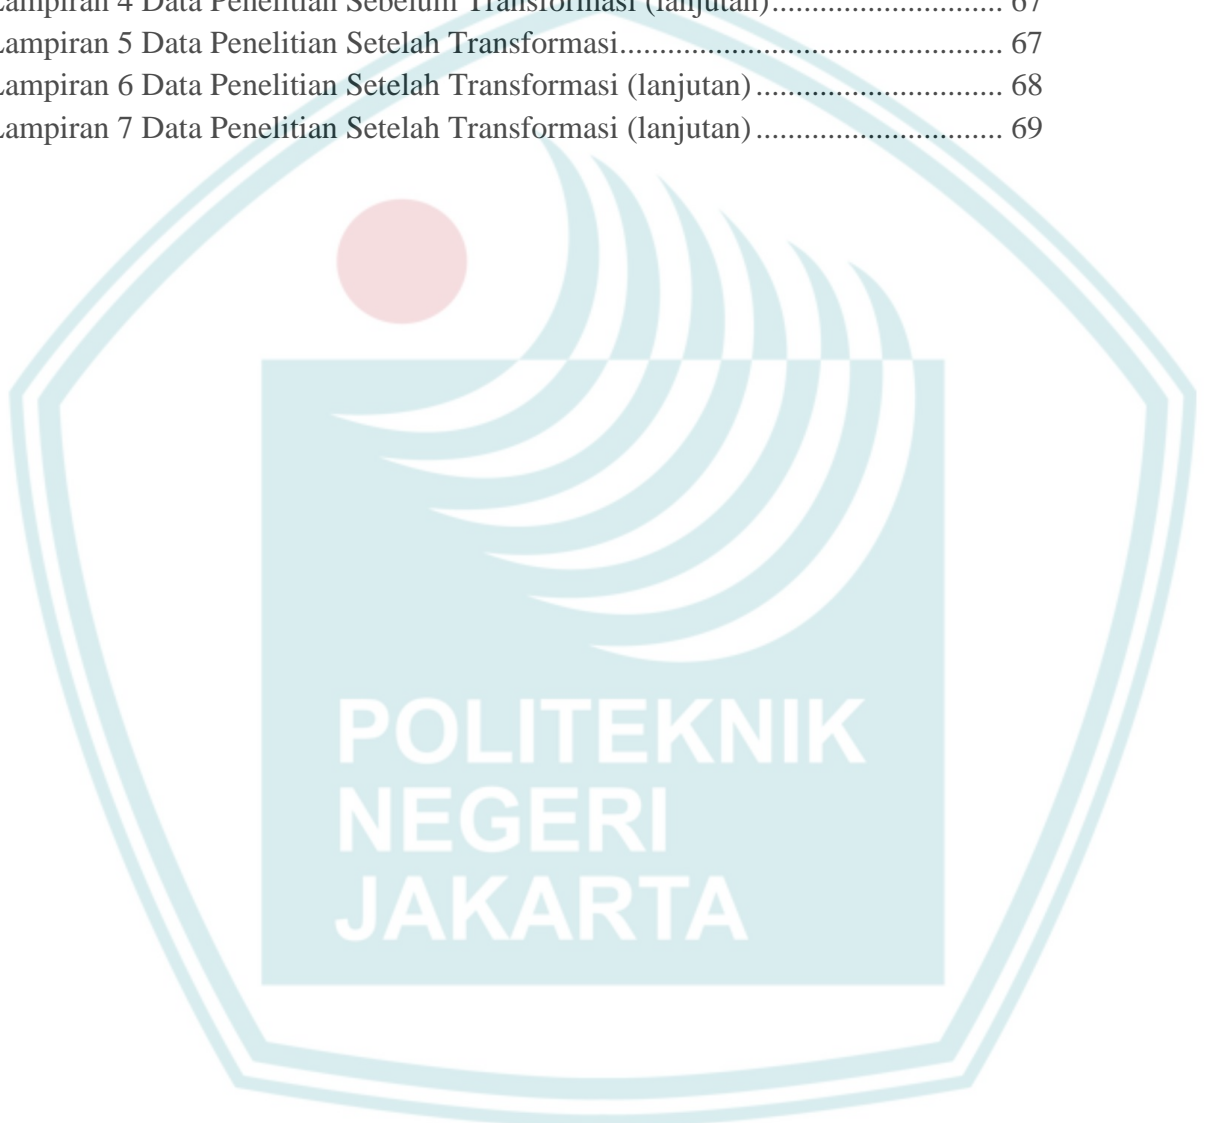 Lampiran 4 Data Penelitian Sebelum Transformasi (lanjutan)............................. 67
Lampiran 5 Data Penelitian Setelah Transformasi................................................ 67
Lampiran 6 Data Penelitian Setelah Transformasi (lanjutan)............................... 68
Lampiran 7 Data Penelitian Setelah Transformasi (lanjutan)............................... 69
POLITEKNIK
NEGERI
JAKARTA